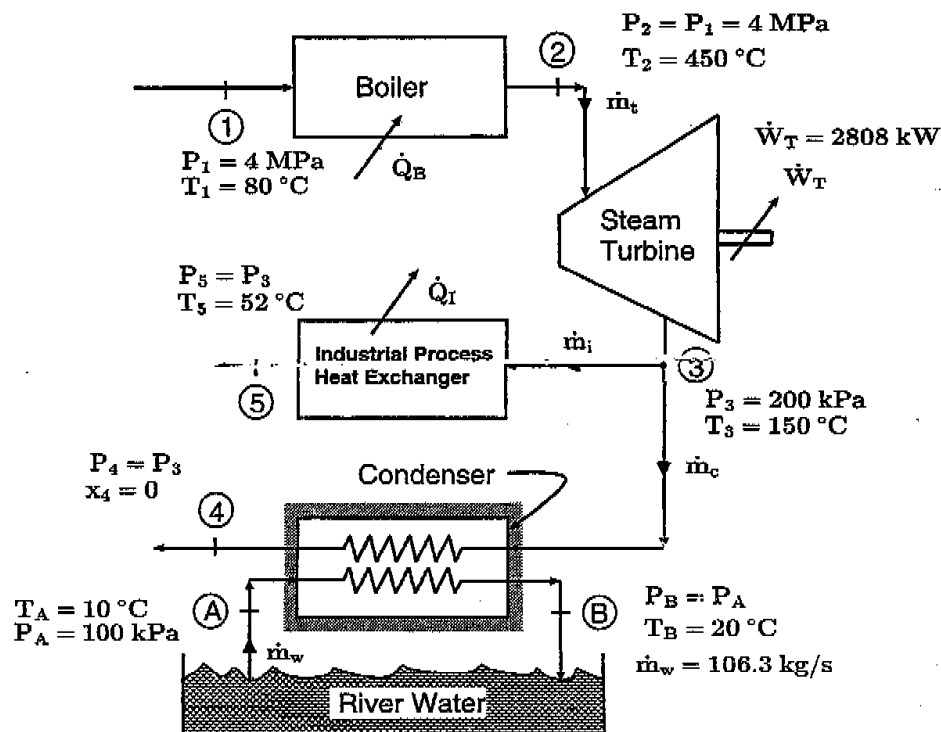 P₂ = P₁ = 4 MPa
T₂ = 450 °C
②
Boiler
ṁₜ
①
P₁ = 4 MPa
T₁ = 80 °C
Q̇_B
Ẇ_T = 2808 kW
Ẇ_T
Steam
Turbine
P₅ = P₃
T₅ = 52 °C
Q̇_I
Industrial Process
Heat Exchanger
ṁᵢ
③
⑤
P₃ = 200 kPa
T₃ = 150 °C
P₄ = P₃
x₄ = 0
Condenser
ṁ_c
④
T_A = 10 °C
P_A = 100 kPa
Ⓐ
Ⓑ
P_B = P_A
T_B = 20 °C
ṁ_w
ṁ_w = 106.3 kg/s
River Water